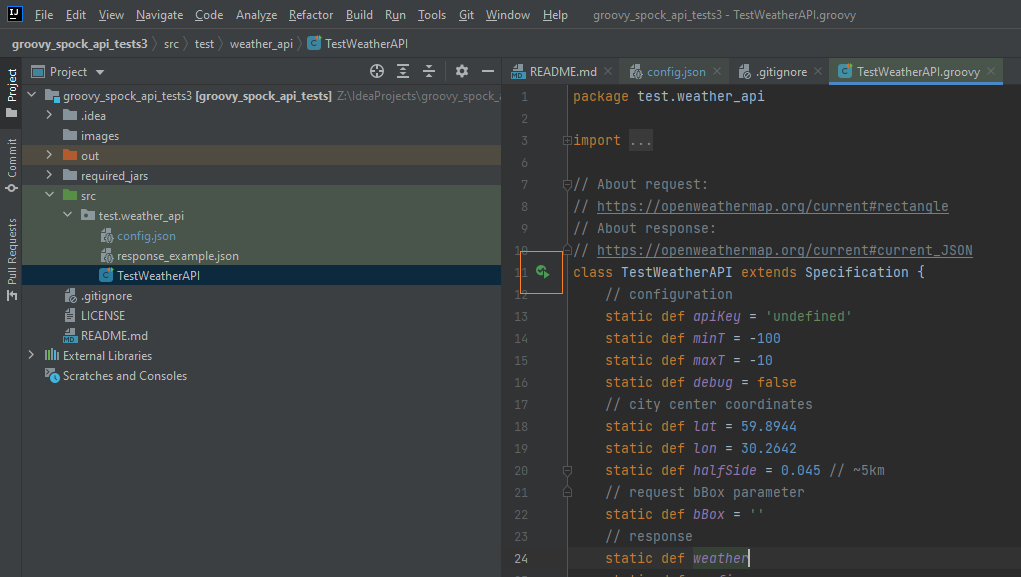 IJ File Edit View Navigate Code Analyze Refactor Build Run Tools Git Window Help groovy_spock_api_tests3 - TestWeatherAPI.groovy
groovy_spock_api_tests3 src test weather_api TestWeatherAPI
Project
Commit
Pull Requests
Project
groovy_spock_api_tests3 [groovy_spock_api_tests] Z:\IdeaProjects\groovy_spock_
.idea
images
out
required_jars
src
test.weather_api
config.json
response_example.json
TestWeatherAPI
.gitignore
LICENSE
README.md
External Libraries
Scratches and Consoles
README.md config.json .gitignore TestWeatherAPI.groovy
1 package test.weather_api
2
3 import ...
6
7 // About request:
8 // https://openweathermap.org/current#rectangle
9 // About response:
10 // https://openweathermap.org/current#current_JSON
11 class TestWeatherAPI extends Specification {
12 // configuration
13 static def apiKey = 'undefined'
14 static def minT = -100
15 static def maxT = -10
16 static def debug = false
17 // city center coordinates
18 static def lat = 59.8944
19 static def lon = 30.2642
20 static def halfSide = 0.045 // ~5km
21 // request bBox parameter
22 static def bBox = ''
23 // response
24 static def weather